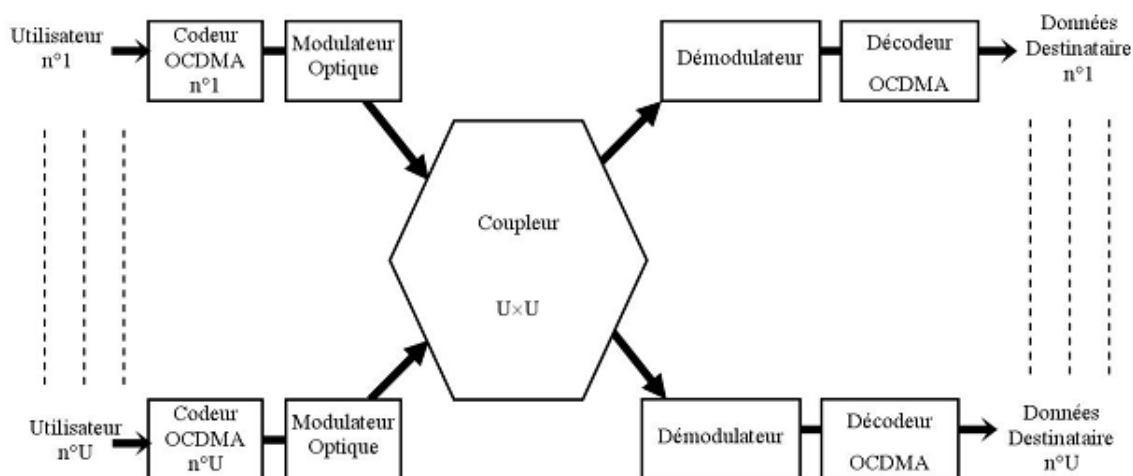 Utilisateur
n°1
Codeur
OCDMA
n°1
Modulateur
Optique
Démodulateur
Décodeur
OCDMA
Données
Destinataire
n°1
Coupleur
U×U
Utilisateur
n°U
Codeur
OCDMA
n°U
Modulateur
Optique
Démodulateur
Décodeur
OCDMA
Données
Destinataire
n°U